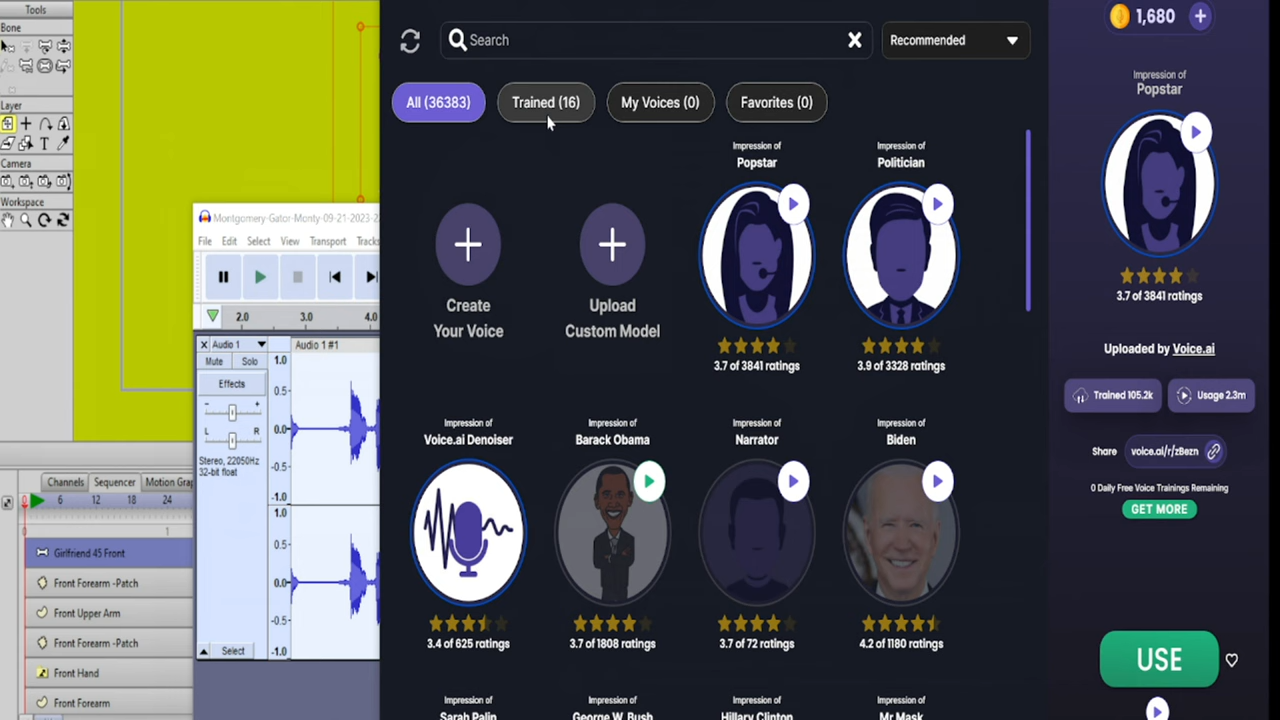 Tools
Bone
Layer
Camera
Workspace
Montgomery-Gator-Monty-09-21-2023-2
File Edit Select View Transport Tracks
2.0 3.0 4.0
Audio 1
Mute Solo
Effects
- +
L R
Stereo, 22050Hz
32-bit float
Select
Audio 1 #1
1.0
0.5
0.0
-0.5
-1.0
1.0
0.5
0.0
-0.5
-1.0
Channels Sequencer Motion Grap
6 12 18 24
0 1
Girlfriend 45 Front
Front Forearm -Patch
Front Upper Arm
Front Forearm -Patch
Front Hand
Front Forearm
Search
Recommended
All (36383)
Trained (16)
My Voices (0)
Favorites (0)
Create
Your Voice
Upload
Custom Model
Impression of
Popstar
3.7 of 3841 ratings
Impression of
Politician
3.9 of 3328 ratings
Impression of
Voice.ai Denoiser
3.4 of 625 ratings
Impression of
Barack Obama
3.7 of 1808 ratings
Impression of
Narrator
3.7 of 72 ratings
Impression of
Biden
4.2 of 1180 ratings
Impression of
Sarah Palin
Impression of
George W. Bush
Impression of
Hillary Clinton
Impression of
Mr Mask
1,680
Impression of
Popstar
3.7 of 3841 ratings
Uploaded by Voice.ai
Trained 105.2k
Usage 2.3m
Share voice.ai/r/zBezn
0 Daily Free Voice Trainings Remaining
GET MORE
USE